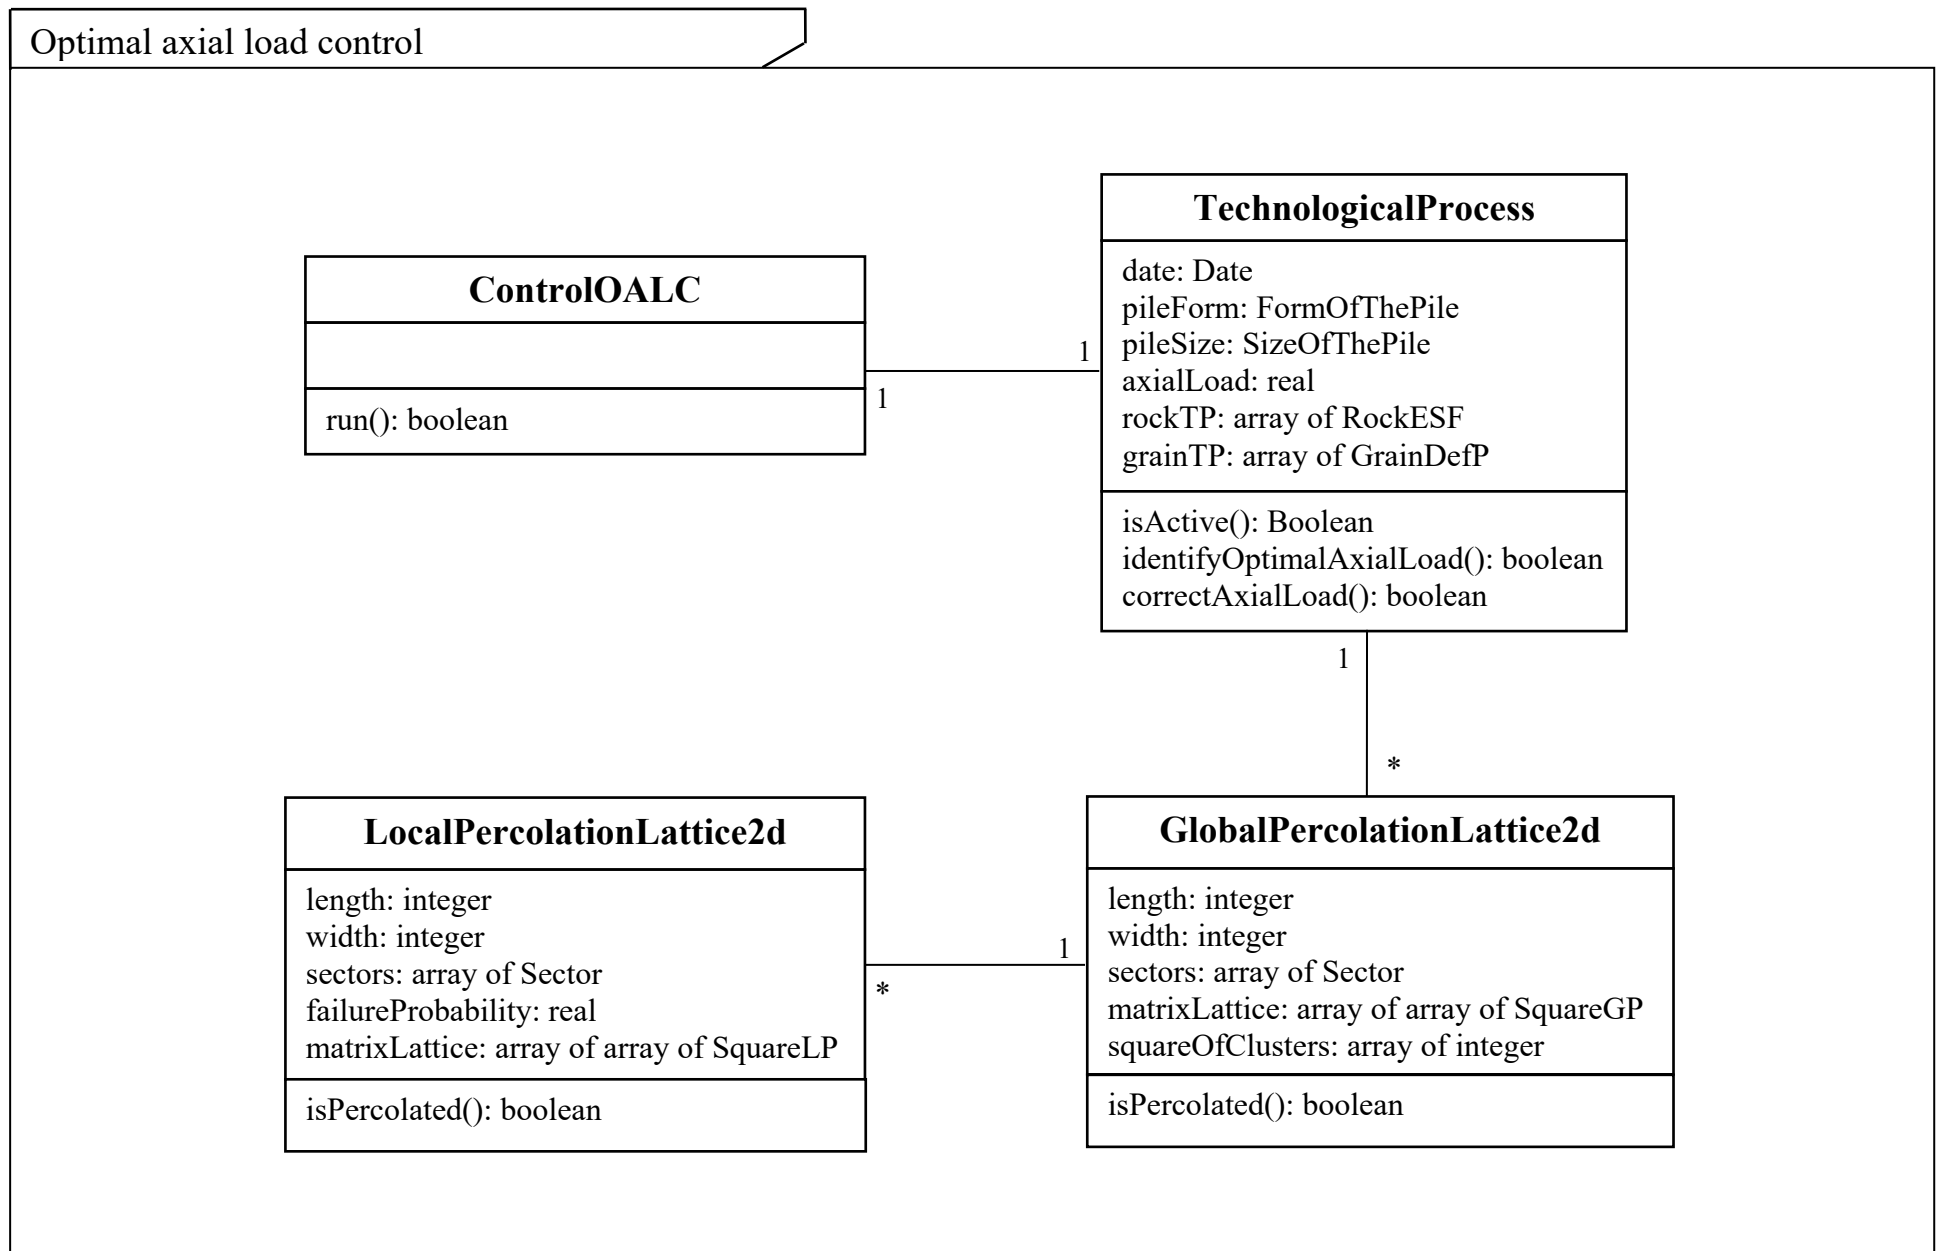 Optimal axial load control
TechnologicalProcess
date: Date
pileForm: FormOfThePile
pileSize: SizeOfThePile
axialLoad: real
rockTP: array of RockESF
grainTP: array of GrainDefP
isActive(): Boolean
identifyOptimalAxialLoad(): boolean
correctAxialLoad(): boolean
ControlOALC
run(): boolean
1
1
1
*
LocalPercolationLattice2d
length: integer
width: integer
sectors: array of Sector
failureProbability: real
matrixLattice: array of array of SquareLP
isPercolated(): boolean
1
*
GlobalPercolationLattice2d
length: integer
width: integer
sectors: array of Sector
matrixLattice: array of array of SquareGP
squareOfClusters: array of integer
isPercolated(): boolean